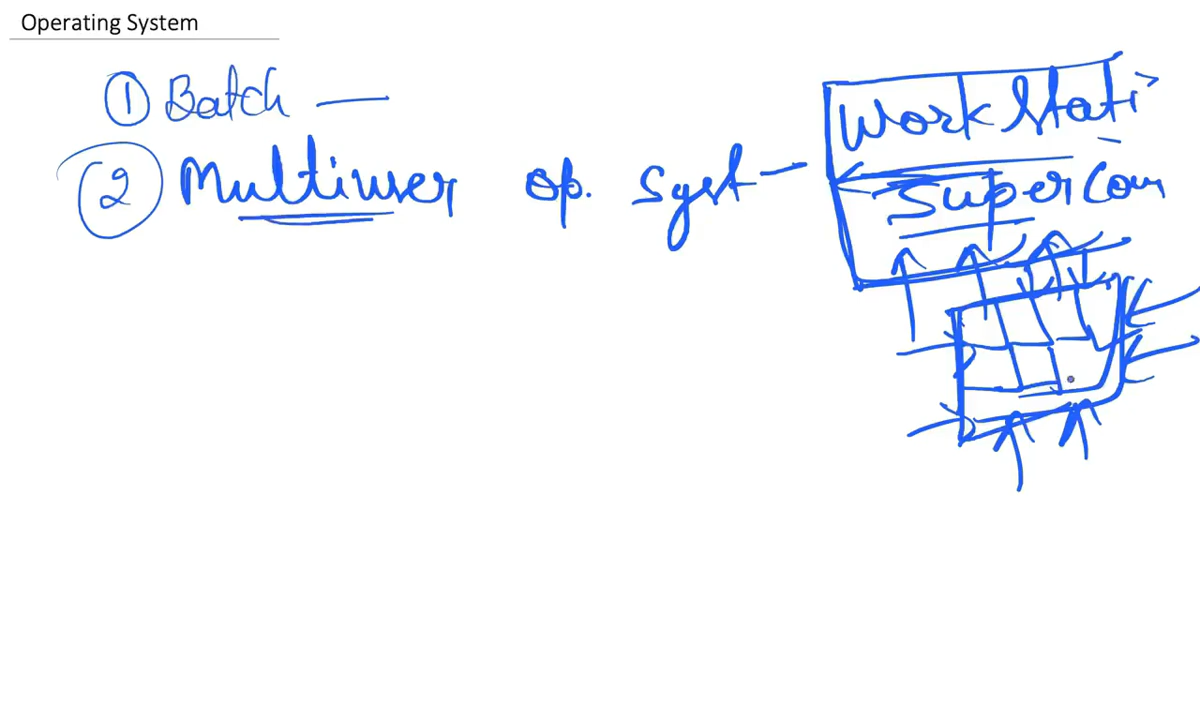 Operating System
① Batch —
② Multiuser op. Syst —
Work Stati
Super Com